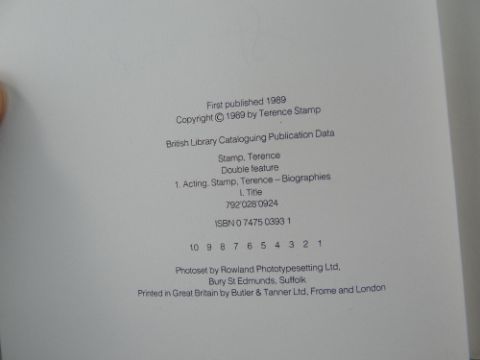 First published 1989
Copyright © 1989 by Terence Stamp
British Library Cataloguing Publication Data
Stamp, Terence
Double feature
1. Acting. Stamp, Terence – Biographies
I. Title
792'028'0924
ISBN 0 7475 0393 1
10 9 8 7 6 5 4 3 2 1
Photoset by Rowland Phototypesetting Ltd,
Bury St Edmunds, Suffolk
Printed in Great Britain by Butler & Tanner Ltd, Frome and London